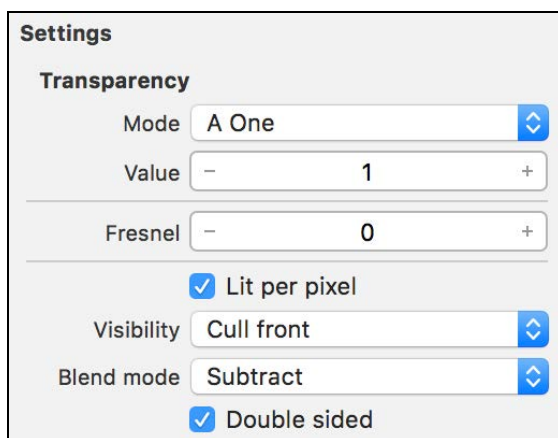 Settings
Transparency
Mode A One
Value - 1 +
Fresnel - 0 +
Lit per pixel
Visibility Cull front
Blend mode Subtract
Double sided